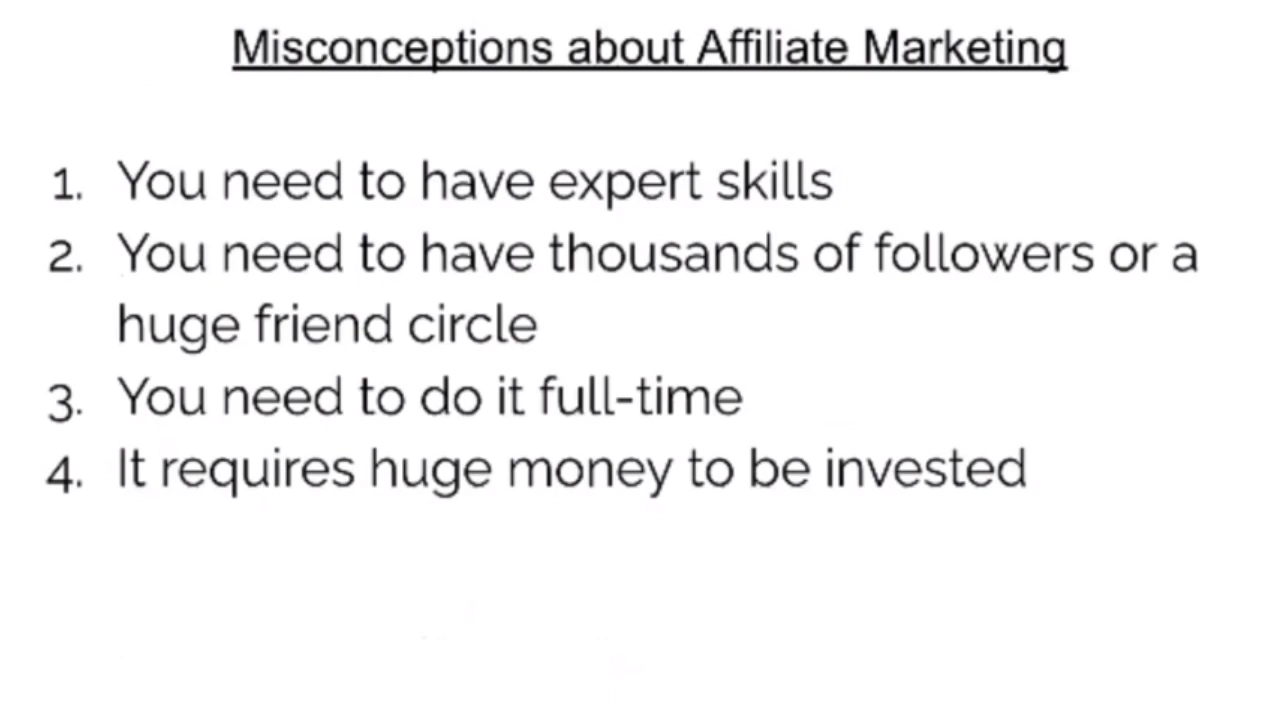 Misconceptions about Affiliate Marketing
1. You need to have expert skills
2. You need to have thousands of followers or a
huge friend circle
3. You need to do it full-time
4. It requires huge money to be invested